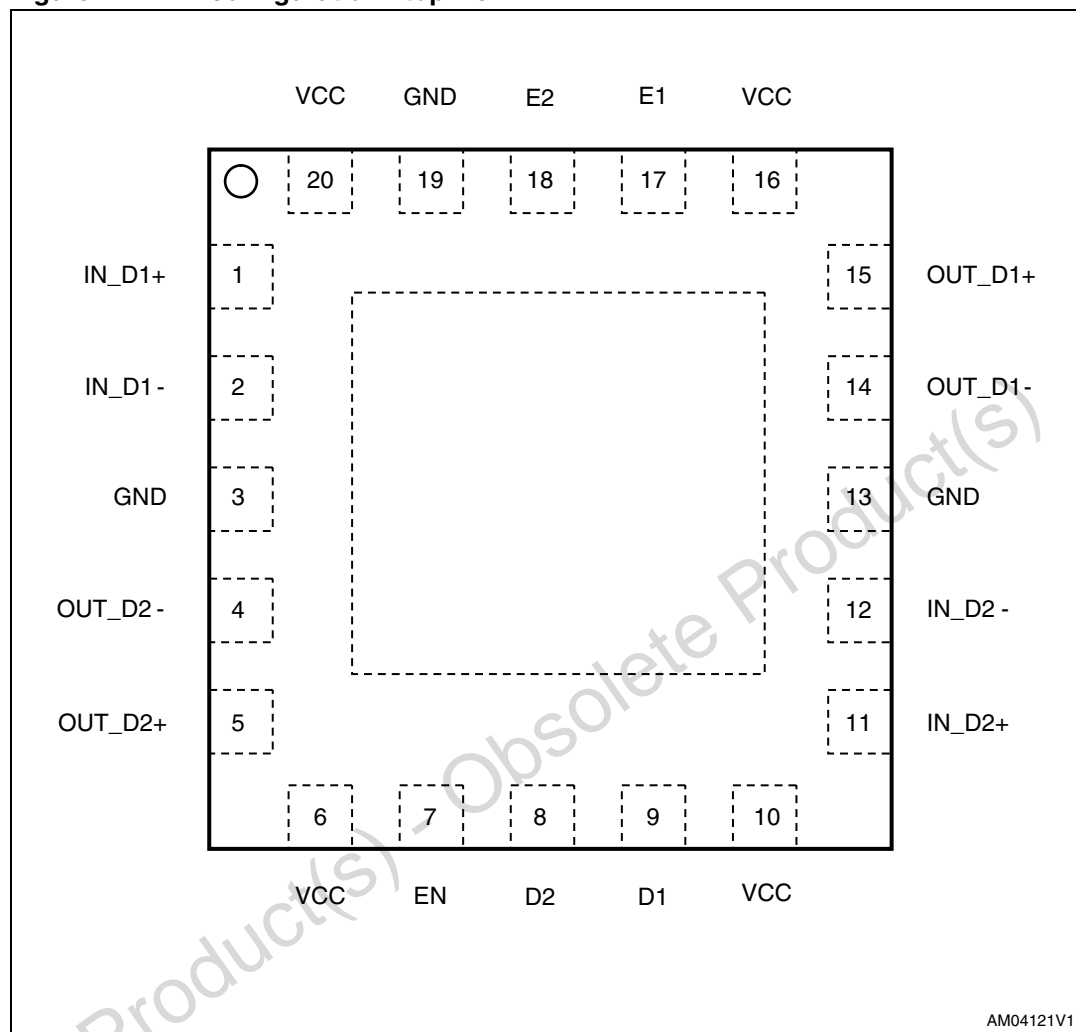 VCC GND E2 E1 VCC
20 19 18 17 16
IN_D1+ 1 15 OUT_D1+
IN_D1 - 2 14 OUT_D1-
GND 3 13 GND
OUT_D2 - 4 12 IN_D2 -
OUT_D2+ 5 11 IN_D2+
6 7 8 9 10
VCC EN D2 D1 VCC
Product(s) - Obsolete Product(s)
AM04121V1